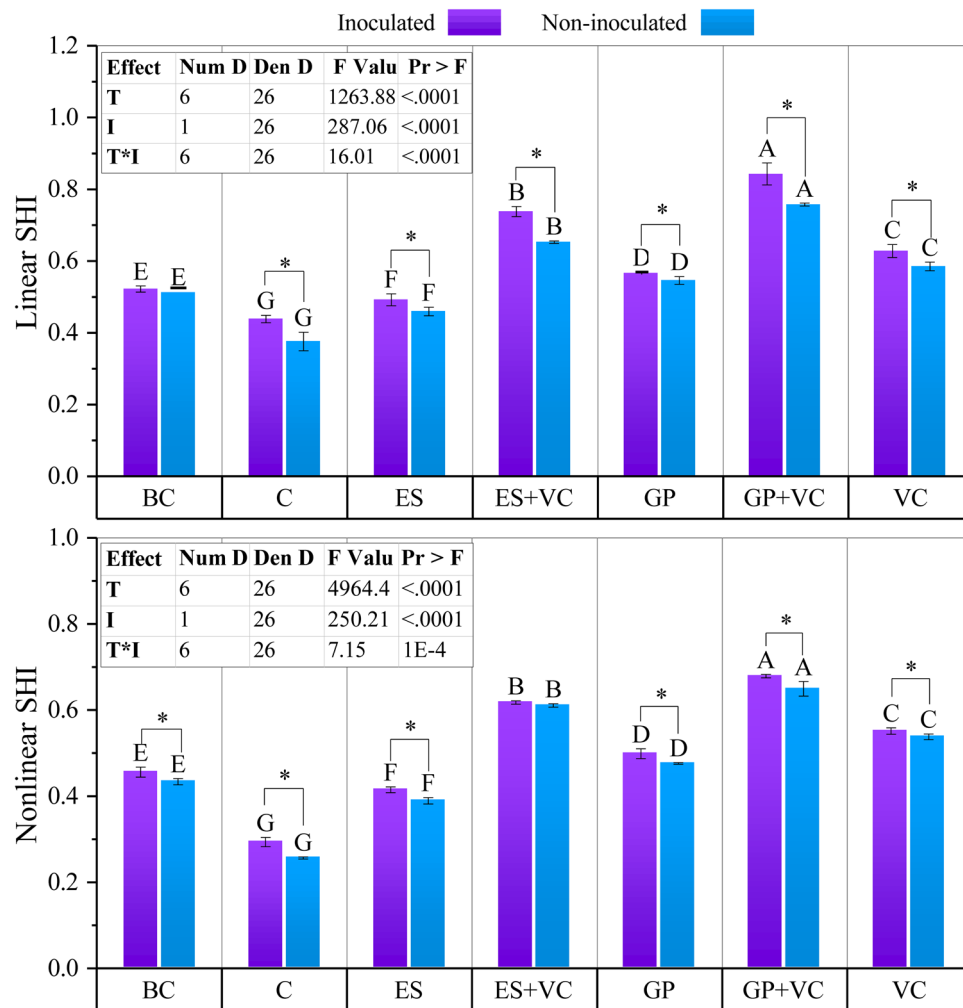 Inoculated Non-inoculated
Linear SHI
1.2
1.0
0.8
0.6
0.4
0.2
0.0
Effect Num D Den D F Valu Pr > F
T 6 26 1263.88 <.0001
I 1 26 287.06 <.0001
T*I 6 26 16.01 <.0001
* * * * * *
E E G G F F B B D D A A C C
BC C ES ES+VC GP GP+VC VC
Nonlinear SHI
1.0
0.8
0.6
0.4
0.2
0.0
Effect Num D Den D F Valu Pr > F
T 6 26 4964.4 <.0001
I 1 26 250.21 <.0001
T*I 6 26 7.15 1E-4
* * * * * *
E E G G F F B B D D A A C C
BC C ES ES+VC GP GP+VC VC